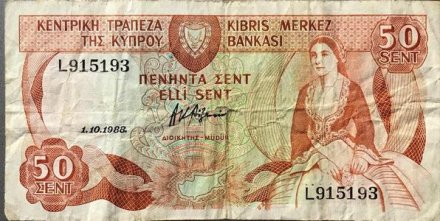 ΚΕΝΤΡΙΚΗ ΤΡΑΠΕΖΑ
ΤΗΣ ΚΥΠΡΟΥ
KIBRIS MERKEZ
BANKASI
50
SENT
L915193
ΠΕΝΗΝΤΑ ΣΕΝΤ
ELLİ SENT
1.10.1988
ΔΙΟΙΚΗΤΗΣ-MÜDÜR
50
ΣΕΝΤ
L915193